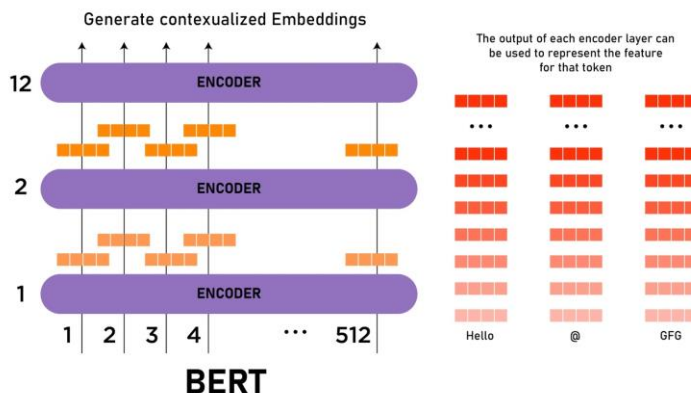 Generate contexualized Embeddings
12 ENCODER
2 ENCODER
1 ENCODER
1 2 3 4 ••• 512
BERT
The output of each encoder layer can
be used to represent the feature
for that token
••• ••• •••
Hello @ GFG